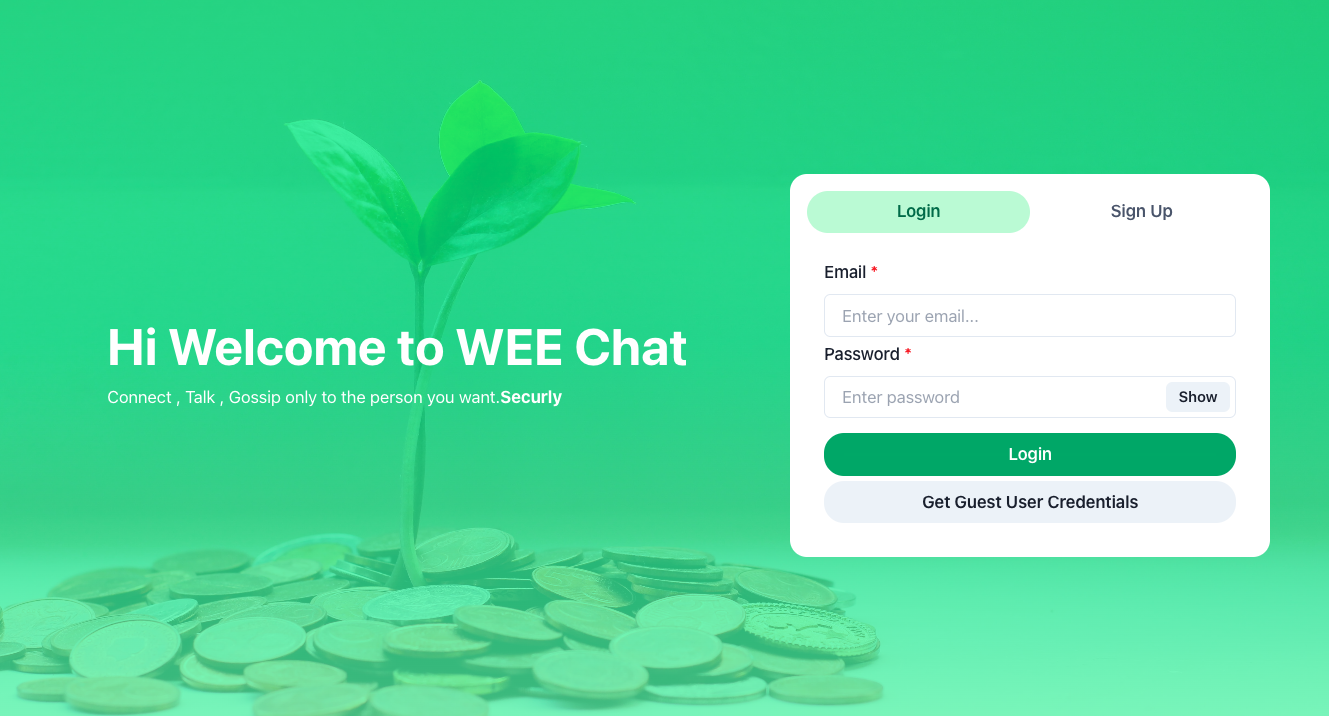 Hi Welcome to WEE Chat
Connect , Talk , Gossip only to the person you want.Securly
Login
Sign Up
Email *
Enter your email...
Password *
Enter password
Show
Login
Get Guest User Credentials